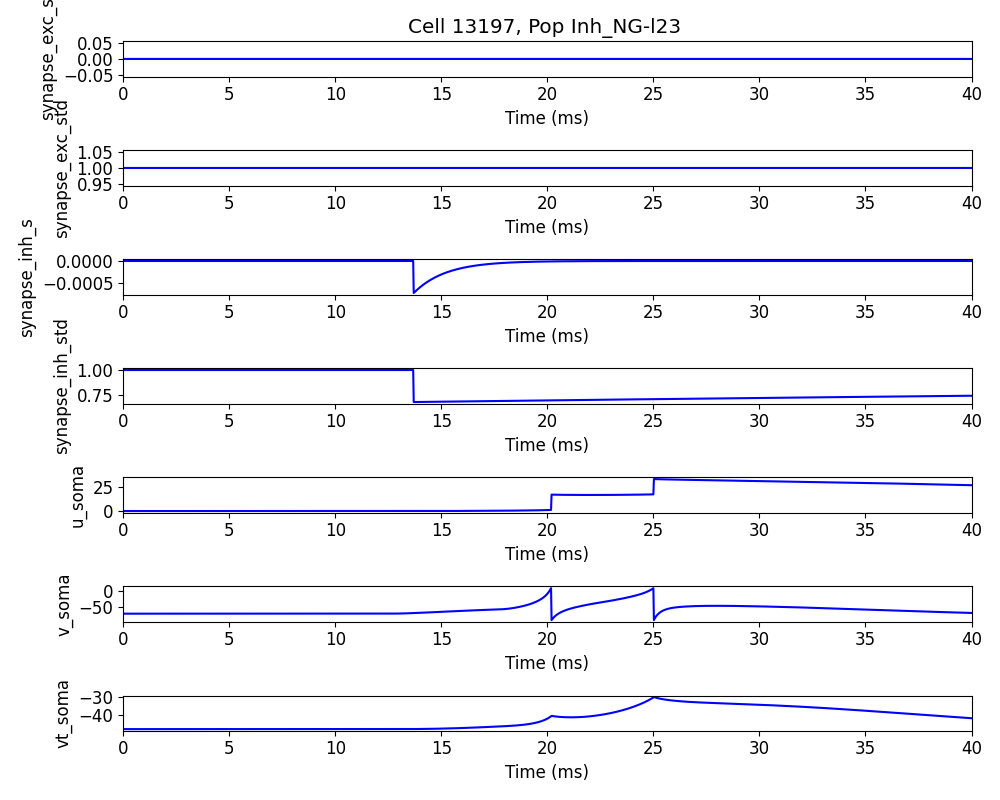 Cell 13197, Pop Inh_NG-l23
synapse_exc_s
0.05
0.00
−0.05
0 5 10 15 20 25 30 35 40
Time (ms)
synapse_exc_std
1.05
1.00
0.95
0 5 10 15 20 25 30 35 40
Time (ms)
synapse_inh_s
0.0000
−0.0005
0 5 10 15 20 25 30 35 40
Time (ms)
synapse_inh_std
1.00
0.75
0 5 10 15 20 25 30 35 40
Time (ms)
u_soma
25
0
0 5 10 15 20 25 30 35 40
Time (ms)
v_soma
0
−50
0 5 10 15 20 25 30 35 40
Time (ms)
vt_soma
−30
−40
0 5 10 15 20 25 30 35 40
Time (ms)